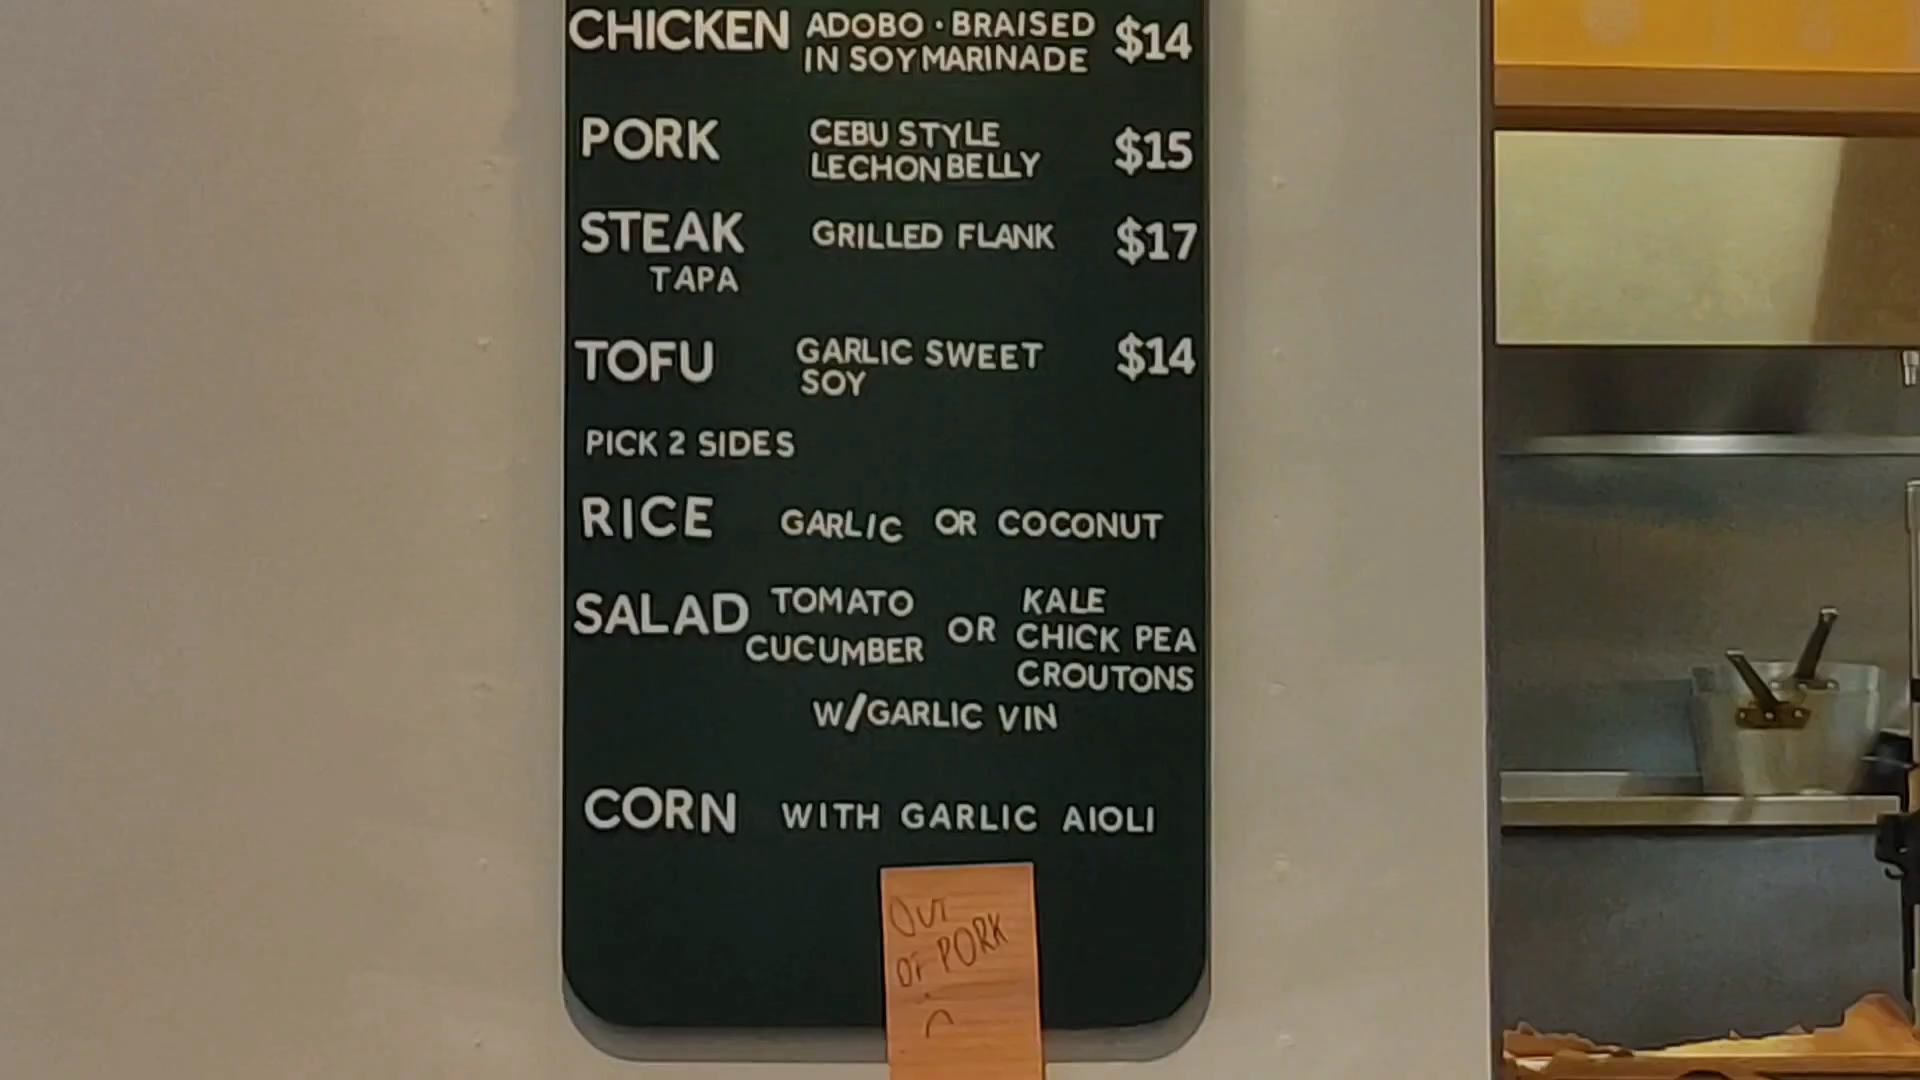 CHICKEN ADOBO · BRAISED IN SOY MARINADE $14
PORK CEBU STYLE LECHON BELLY $15
STEAK TAPA GRILLED FLANK $17
TOFU GARLIC SWEET SOY $14
PICK 2 SIDES
RICE GARLIC OR COCONUT
SALAD TOMATO CUCUMBER OR KALE CHICK PEA CROUTONS
W/GARLIC VIN
CORN WITH GARLIC AIOLI
OUT
OF PORK